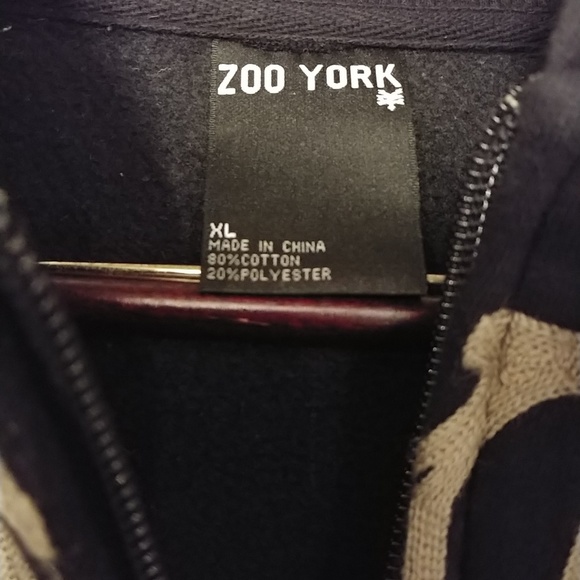 ZOO YORK
XL
MADE IN CHINA
80%COTTON
20%POLYESTER